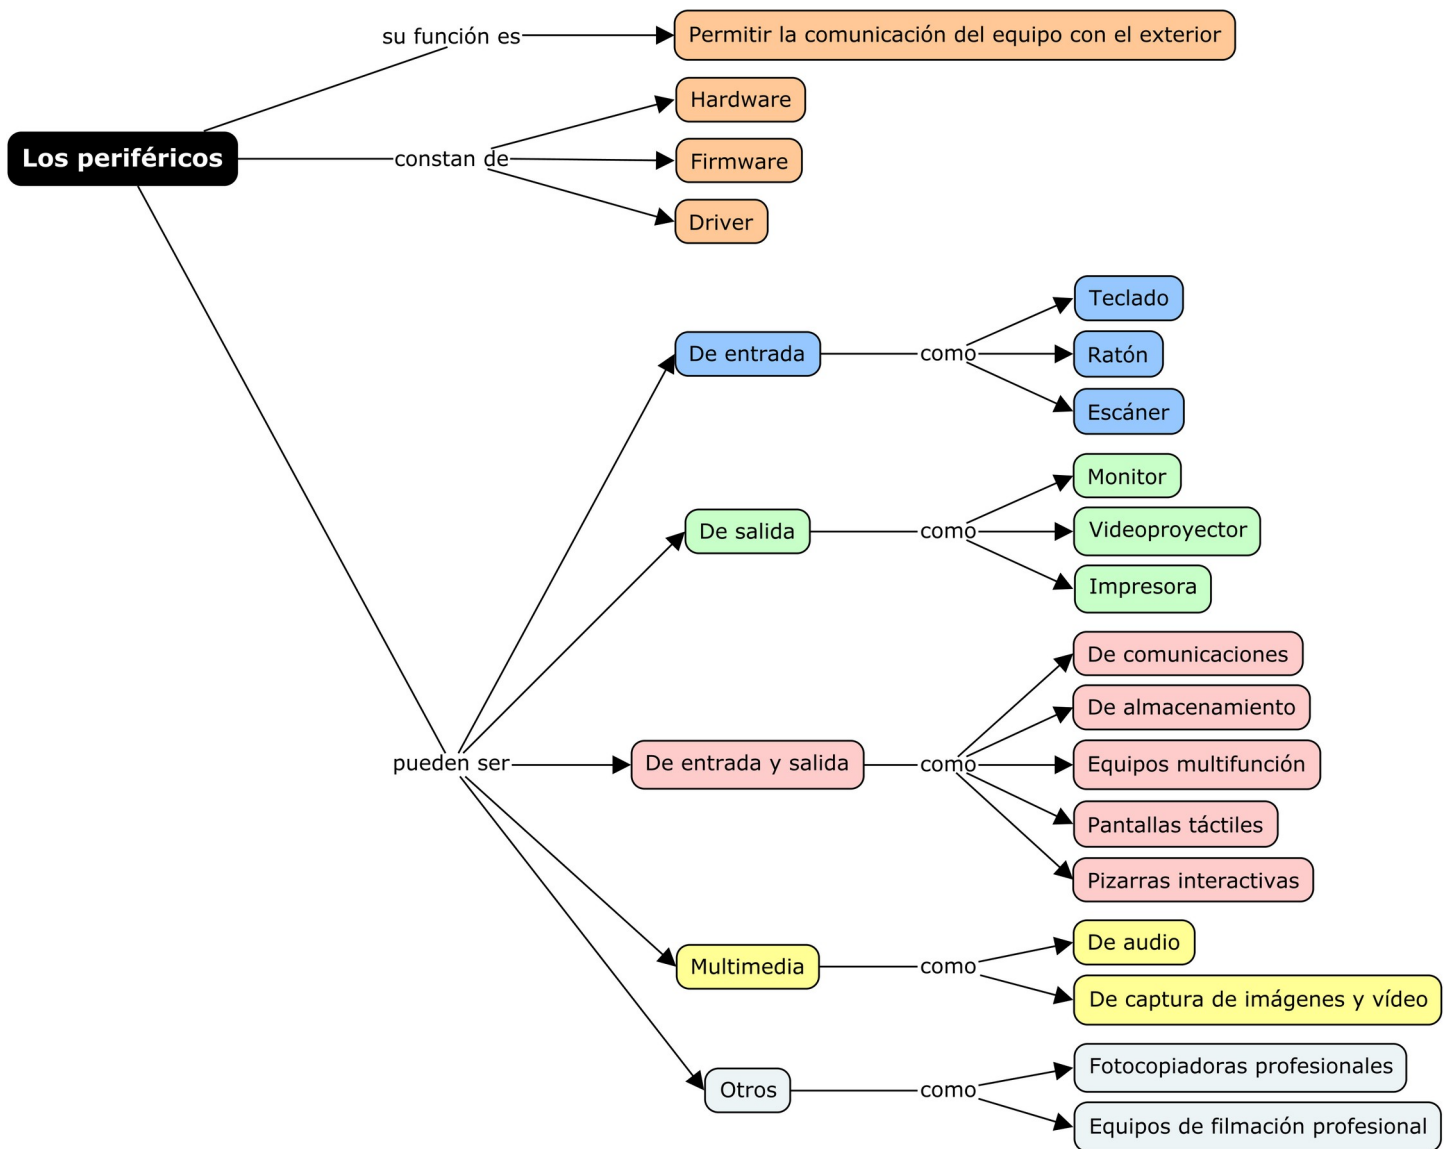 su función es
Permitir la comunicación del equipo con el exterior
Hardware
Los periféricos
constan de
Firmware
Driver
Teclado
De entrada
como
Ratón
Escáner
Monitor
De salida
como
Videoproyector
Impresora
De comunicaciones
De almacenamiento
pueden ser
De entrada y salida
como
Equipos multifunción
Pantallas táctiles
Pizarras interactivas
De audio
Multimedia
como
De captura de imágenes y vídeo
Fotocopiadoras profesionales
Otros
como
Equipos de filmación profesional